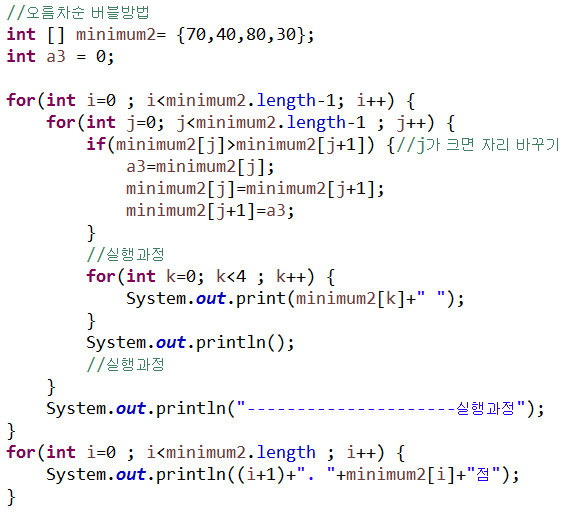 //오름차순 버블방법
int [] minimum2= {70,40,80,30};
int a3 = 0;
for(int i=0 ; i<minimum2.length-1; i++) {
for(int j=0; j<minimum2.length-1 ; j++) {
if(minimum2[j]>minimum2[j+1]) {//j가 크면 자리 바꾸기
a3=minimum2[j];
minimum2[j]=minimum2[j+1];
minimum2[j+1]=a3;
}
//실행과정
for(int k=0; k<4 ; k++) {
System.out.print(minimum2[k]+" ");
}
System.out.println();
//실행과정
}
System.out.println("---------------------실행과정");
}
for(int i=0 ; i<minimum2.length ; i++) {
System.out.println((i+1)+". "+minimum2[i]+"점");
}